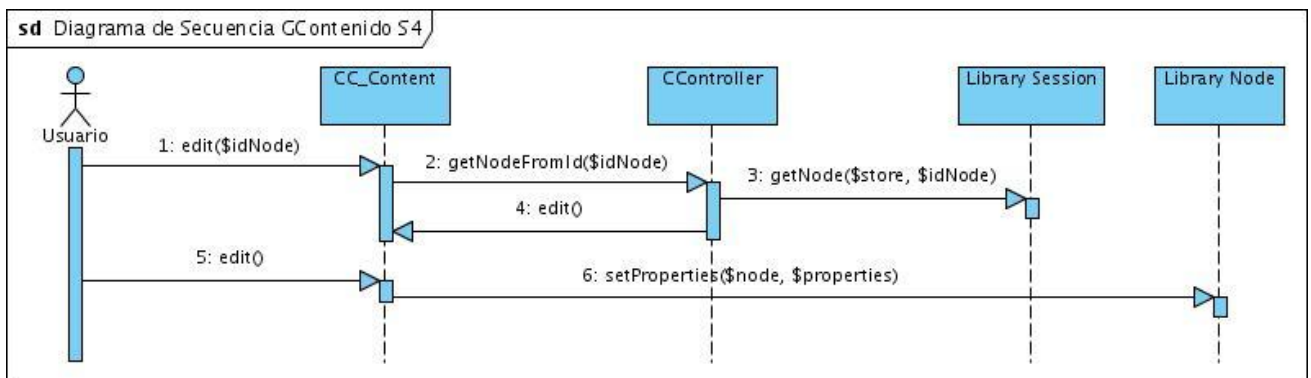 sd Diagrama de Secuencia GContenido S4
CC_Content
CController
Library Session
Library Node
Usuario
1: edit($idNode)
2: getNodeFromId($idNode)
3: getNode($store, $idNode)
4: edit()
5: edit()
6: setProperties($node, $properties)